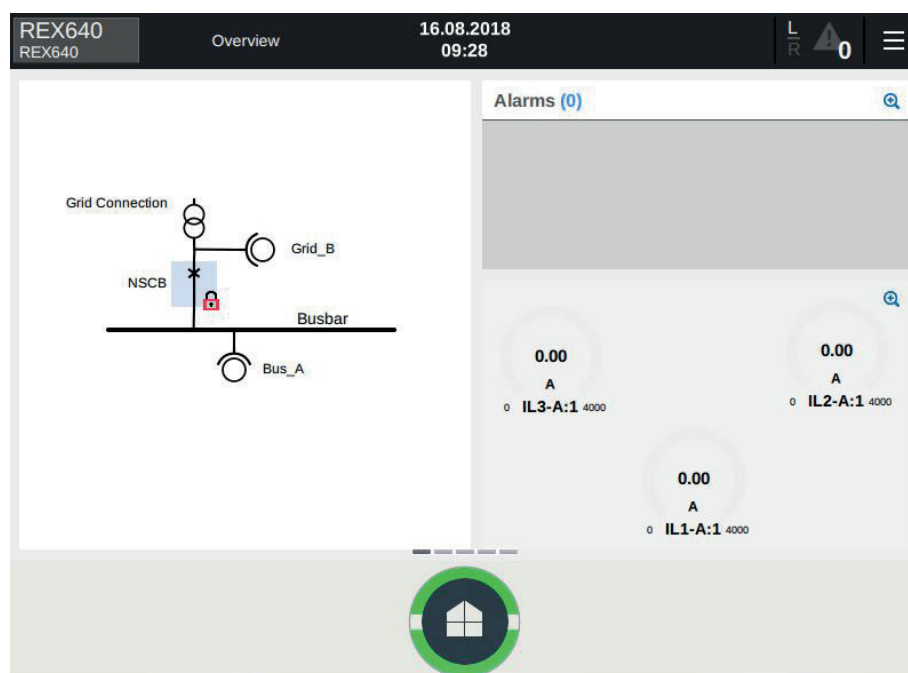 REX640
REX640
Overview
16.08.2018
09:28
L
R
0
Alarms (0)
Grid Connection
Grid_B
NSCB
Busbar
Bus_A
0.00
A
0 IL3-A:1 4000
0.00
A
0 IL2-A:1 4000
0.00
A
0 IL1-A:1 4000